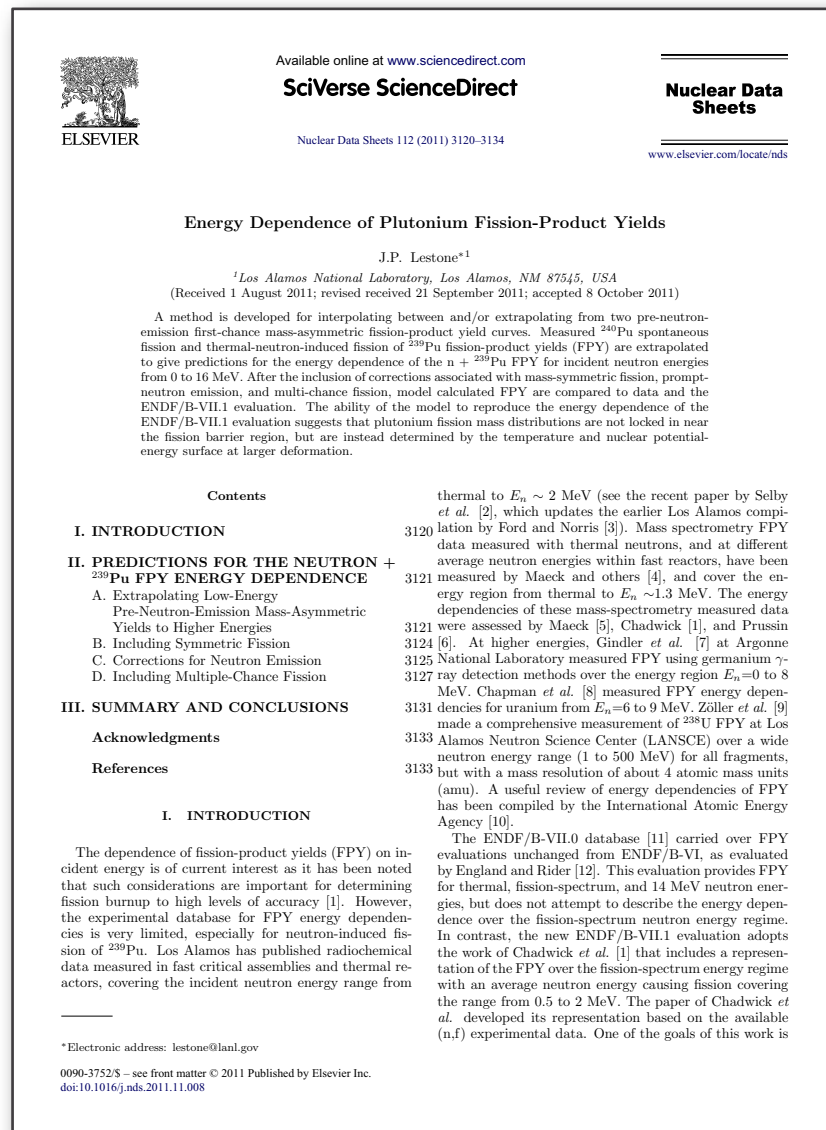 ELSEVIER
Available online at www.sciencedirect.com
SciVerse ScienceDirect
Nuclear Data Sheets 112 (2011) 3120–3134
Nuclear Data
Sheets
www.elsevier.com/locate/nds
Energy Dependence of Plutonium Fission-Product Yields
J.P. Lestone*1
1Los Alamos National Laboratory, Los Alamos, NM 87545, USA
(Received 1 August 2011; revised received 21 September 2011; accepted 8 October 2011)
A method is developed for interpolating between and/or extrapolating from two pre-neutron-
emission first-chance mass-asymmetric fission-product yield curves. Measured 240Pu spontaneous
fission and thermal-neutron-induced fission of 239Pu fission-product yields (FPY) are extrapolated
to give predictions for the energy dependence of the n + 239Pu FPY for incident neutron energies
from 0 to 16 MeV. After the inclusion of corrections associated with mass-symmetric fission, prompt-
neutron emission, and multi-chance fission, model calculated FPY are compared to data and the
ENDF/B-VII.1 evaluation. The ability of the model to reproduce the energy dependence of the
ENDF/B-VII.1 evaluation suggests that plutonium fission mass distributions are not locked in near
the fission barrier region, but are instead determined by the temperature and nuclear potential-
energy surface at larger deformation.
Contents
I. INTRODUCTION 3120
II. PREDICTIONS FOR THE NEUTRON +
239Pu FPY ENERGY DEPENDENCE 3121
A. Extrapolating Low-Energy
Pre-Neutron-Emission Mass-Asymmetric
Yields to Higher Energies 3121
B. Including Symmetric Fission 3124
C. Corrections for Neutron Emission 3125
D. Including Multiple-Chance Fission 3127
III. SUMMARY AND CONCLUSIONS 3131
Acknowledgments 3133
References 3133
I. INTRODUCTION
The dependence of fission-product yields (FPY) on in-
cident energy is of current interest as it has been noted
that such considerations are important for determining
fission burnup to high levels of accuracy [1]. However,
the experimental database for FPY energy dependen-
cies is very limited, especially for neutron-induced fis-
sion of 239Pu. Los Alamos has published radiochemical
data measured in fast critical assemblies and thermal re-
actors, covering the incident neutron energy range from
*Electronic address: lestone@lanl.gov
thermal to En ∼ 2 MeV (see the recent paper by Selby
et al. [2], which updates the earlier Los Alamos compi-
lation by Ford and Norris [3]). Mass spectrometry FPY
data measured with thermal neutrons, and at different
average neutron energies within fast reactors, have been
measured by Maeck and others [4], and cover the en-
ergy region from thermal to En ∼1.3 MeV. The energy
dependencies of these mass-spectrometry measured data
were assessed by Maeck [5], Chadwick [1], and Prussin
[6]. At higher energies, Gindler et al. [7] at Argonne
National Laboratory measured FPY using germanium γ-
ray detection methods over the energy region En=0 to 8
MeV. Chapman et al. [8] measured FPY energy depen-
dencies for uranium from En=6 to 9 MeV. Zöller et al. [9]
made a comprehensive measurement of 238U FPY at Los
Alamos Neutron Science Center (LANSCE) over a wide
neutron energy range (1 to 500 MeV) for all fragments,
but with a mass resolution of about 4 atomic mass units
(amu). A useful review of energy dependencies of FPY
has been compiled by the International Atomic Energy
Agency [10].
The ENDF/B-VII.0 database [11] carried over FPY
evaluations unchanged from ENDF/B-VI, as evaluated
by England and Rider [12]. This evaluation provides FPY
for thermal, fission-spectrum, and 14 MeV neutron ener-
gies, but does not attempt to describe the energy depen-
dence over the fission-spectrum neutron energy regime.
In contrast, the new ENDF/B-VII.1 evaluation adopts
the work of Chadwick et al. [1] that includes a represen-
tation of the FPY over the fission-spectrum energy regime
with an average neutron energy causing fission covering
the range from 0.5 to 2 MeV. The paper of Chadwick et
al. developed its representation based on the available
(n,f) experimental data. One of the goals of this work is
0090-3752/$ – see front matter © 2011 Published by Elsevier Inc.
doi:10.1016/j.nds.2011.11.008